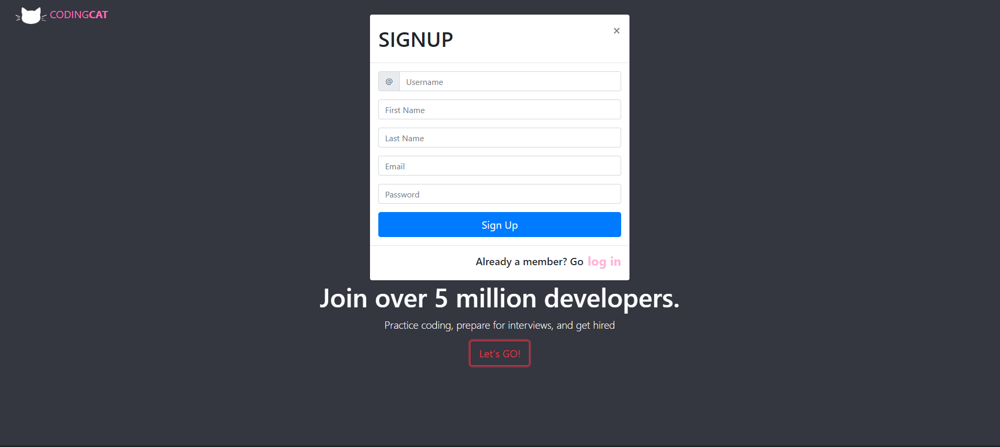 CODINGCAT
SIGNUP
×
@ Username
First Name
Last Name
Email
Password
Sign Up
Already a member? Go log in
Join over 5 million developers.
Practice coding, prepare for interviews, and get hired
Let's GO!